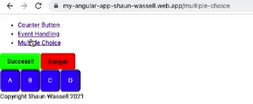 my-angular-app-shaun-wassell.web.app/multiple-choice
Counter Button
Event Handling
Multiple Choice
Success!! Danger!
A B C D
Copyright Shaun Wassell 2021